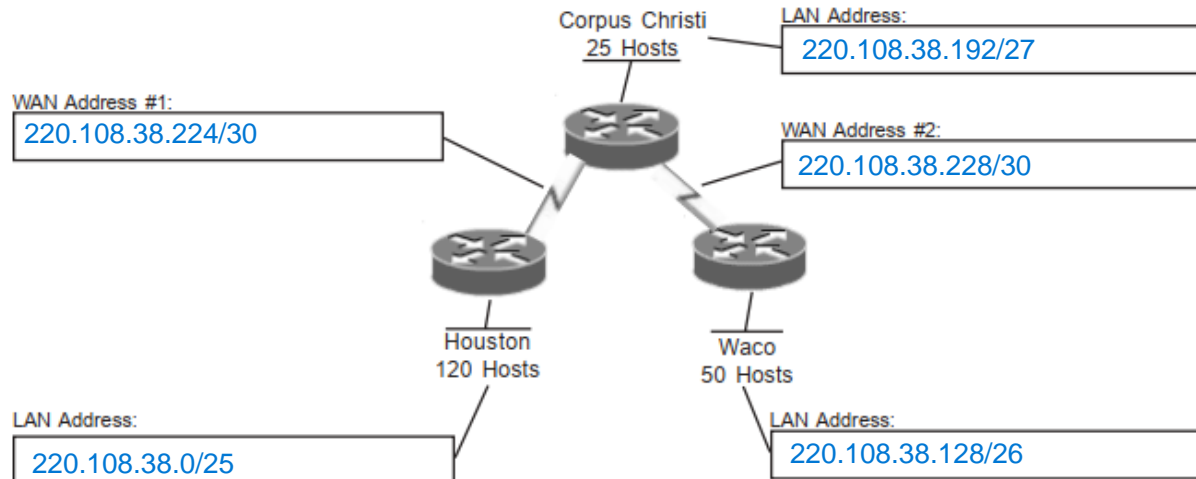 Corpus Christi
25 Hosts
LAN Address:
220.108.38.192/27
WAN Address #1:
220.108.38.224/30
WAN Address #2:
220.108.38.228/30
Houston
120 Hosts
Waco
50 Hosts
LAN Address:
220.108.38.0/25
LAN Address:
220.108.38.128/26